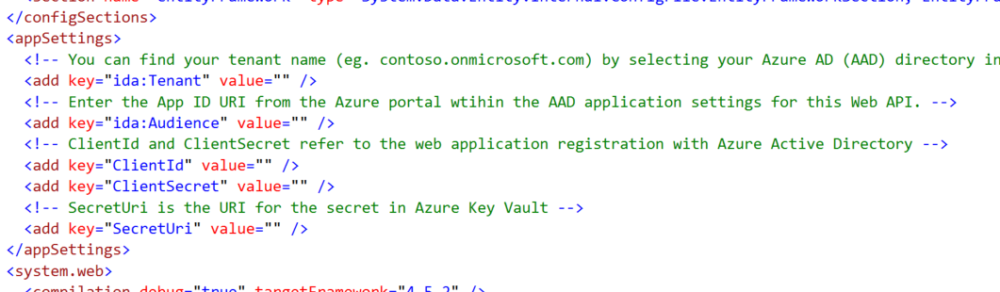 </configSections>
<appSettings>
<!-- You can find your tenant name (eg. contoso.onmicrosoft.com) by selecting your Azure AD (AAD) directory in
<add key="ida:Tenant" value="" />
<!-- Enter the App ID URI from the Azure portal wtihin the AAD application settings for this Web API. -->
<add key="ida:Audience" value="" />
<!-- ClientId and ClientSecret refer to the web application registration with Azure Active Directory -->
<add key="ClientId" value="" />
<add key="ClientSecret" value="" />
<!-- SecretUri is the URI for the secret in Azure Key Vault -->
<add key="SecretUri" value="" />
</appSettings>
<system.web>
<compilation debug="true" targetFramework="4.5.2" />